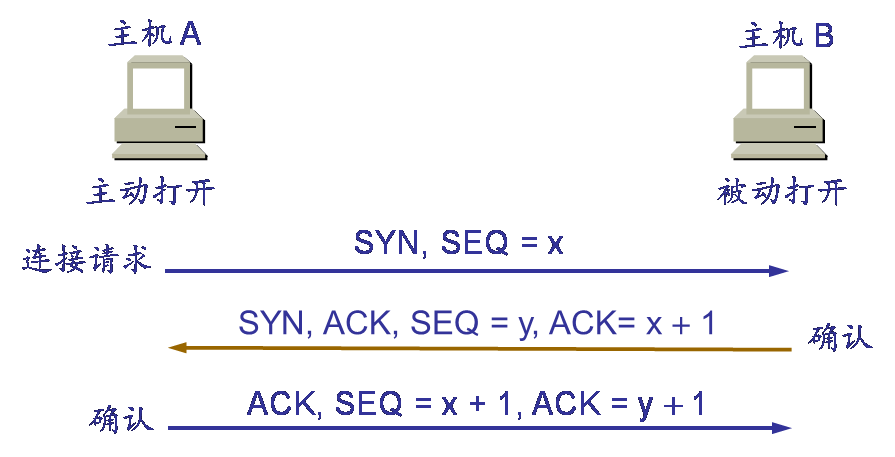 主机 A
主机 B
主动打开
被动打开
连接请求
SYN, SEQ = x
SYN, ACK, SEQ = y, ACK= x + 1
确认
确认
ACK, SEQ = x + 1, ACK = y + 1